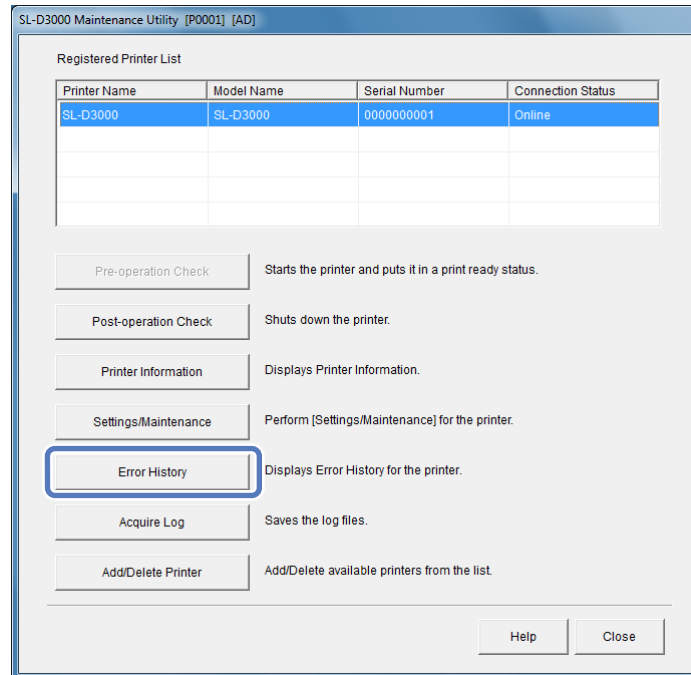 SL-D3000 Maintenance Utility [P0001] [AD]
Registered Printer List
Printer Name Model Name Serial Number Connection Status
SL-D3000 SL-D3000 0000000001 Online
Pre-operation Check Starts the printer and puts it in a print ready status.
Post-operation Check Shuts down the printer.
Printer Information Displays Printer Information.
Settings/Maintenance Perform [Settings/Maintenance] for the printer.
Error History Displays Error History for the printer.
Acquire Log Saves the log files.
Add/Delete Printer Add/Delete available printers from the list.
Help Close